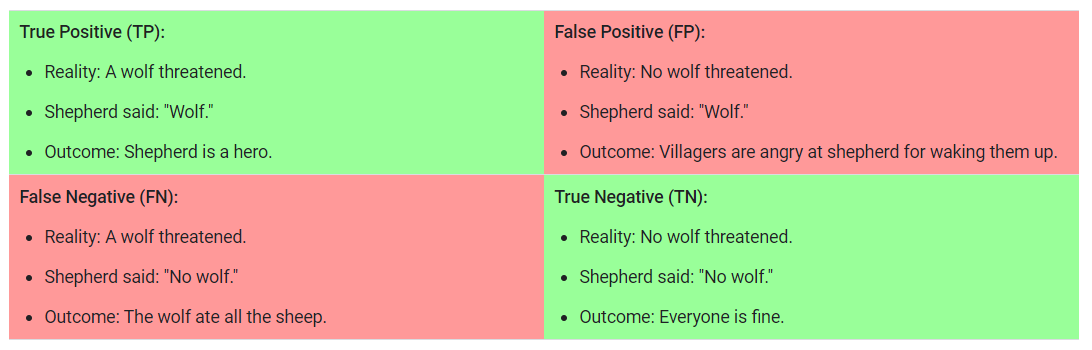 True Positive (TP):
• Reality: A wolf threatened.
• Shepherd said: "Wolf."
• Outcome: Shepherd is a hero.
False Positive (FP):
• Reality: No wolf threatened.
• Shepherd said: "Wolf."
• Outcome: Villagers are angry at shepherd for waking them up.
False Negative (FN):
• Reality: A wolf threatened.
• Shepherd said: "No wolf."
• Outcome: The wolf ate all the sheep.
True Negative (TN):
• Reality: No wolf threatened.
• Shepherd said: "No wolf."
• Outcome: Everyone is fine.